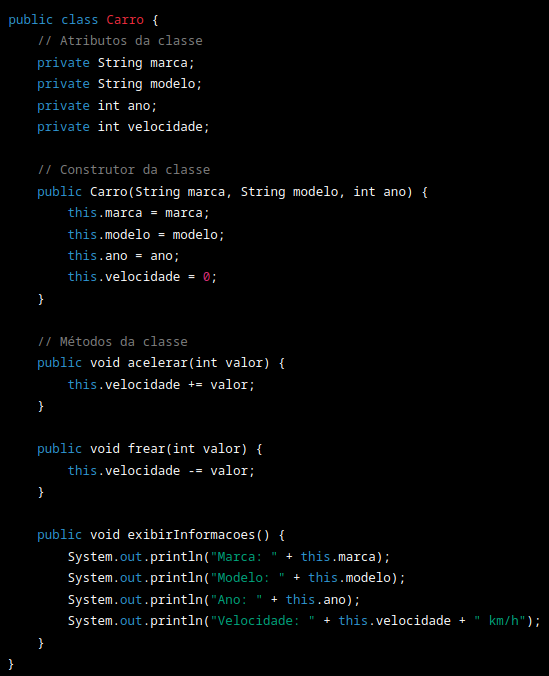 public class Carro {
    // Atributos da classe
    private String marca;
    private String modelo;
    private int ano;
    private int velocidade;

    // Construtor da classe
    public Carro(String marca, String modelo, int ano) {
        this.marca = marca;
        this.modelo = modelo;
        this.ano = ano;
        this.velocidade = 0;
    }

    // Métodos da classe
    public void acelerar(int valor) {
        this.velocidade += valor;
    }

    public void frear(int valor) {
        this.velocidade -= valor;
    }

    public void exibirInformacoes() {
        System.out.println("Marca: " + this.marca);
        System.out.println("Modelo: " + this.modelo);
        System.out.println("Ano: " + this.ano);
        System.out.println("Velocidade: " + this.velocidade + " km/h");
    }
}